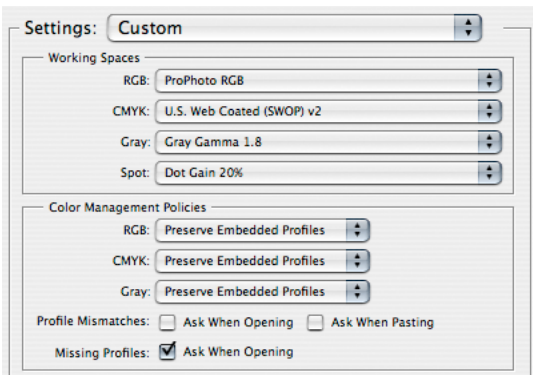 Settings: Custom
Working Spaces
RGB: ProPhoto RGB
CMYK: U.S. Web Coated (SWOP) v2
Gray: Gray Gamma 1.8
Spot: Dot Gain 20%
Color Management Policies
RGB: Preserve Embedded Profiles
CMYK: Preserve Embedded Profiles
Gray: Preserve Embedded Profiles
Profile Mismatches: Ask When Opening Ask When Pasting
Missing Profiles: Ask When Opening